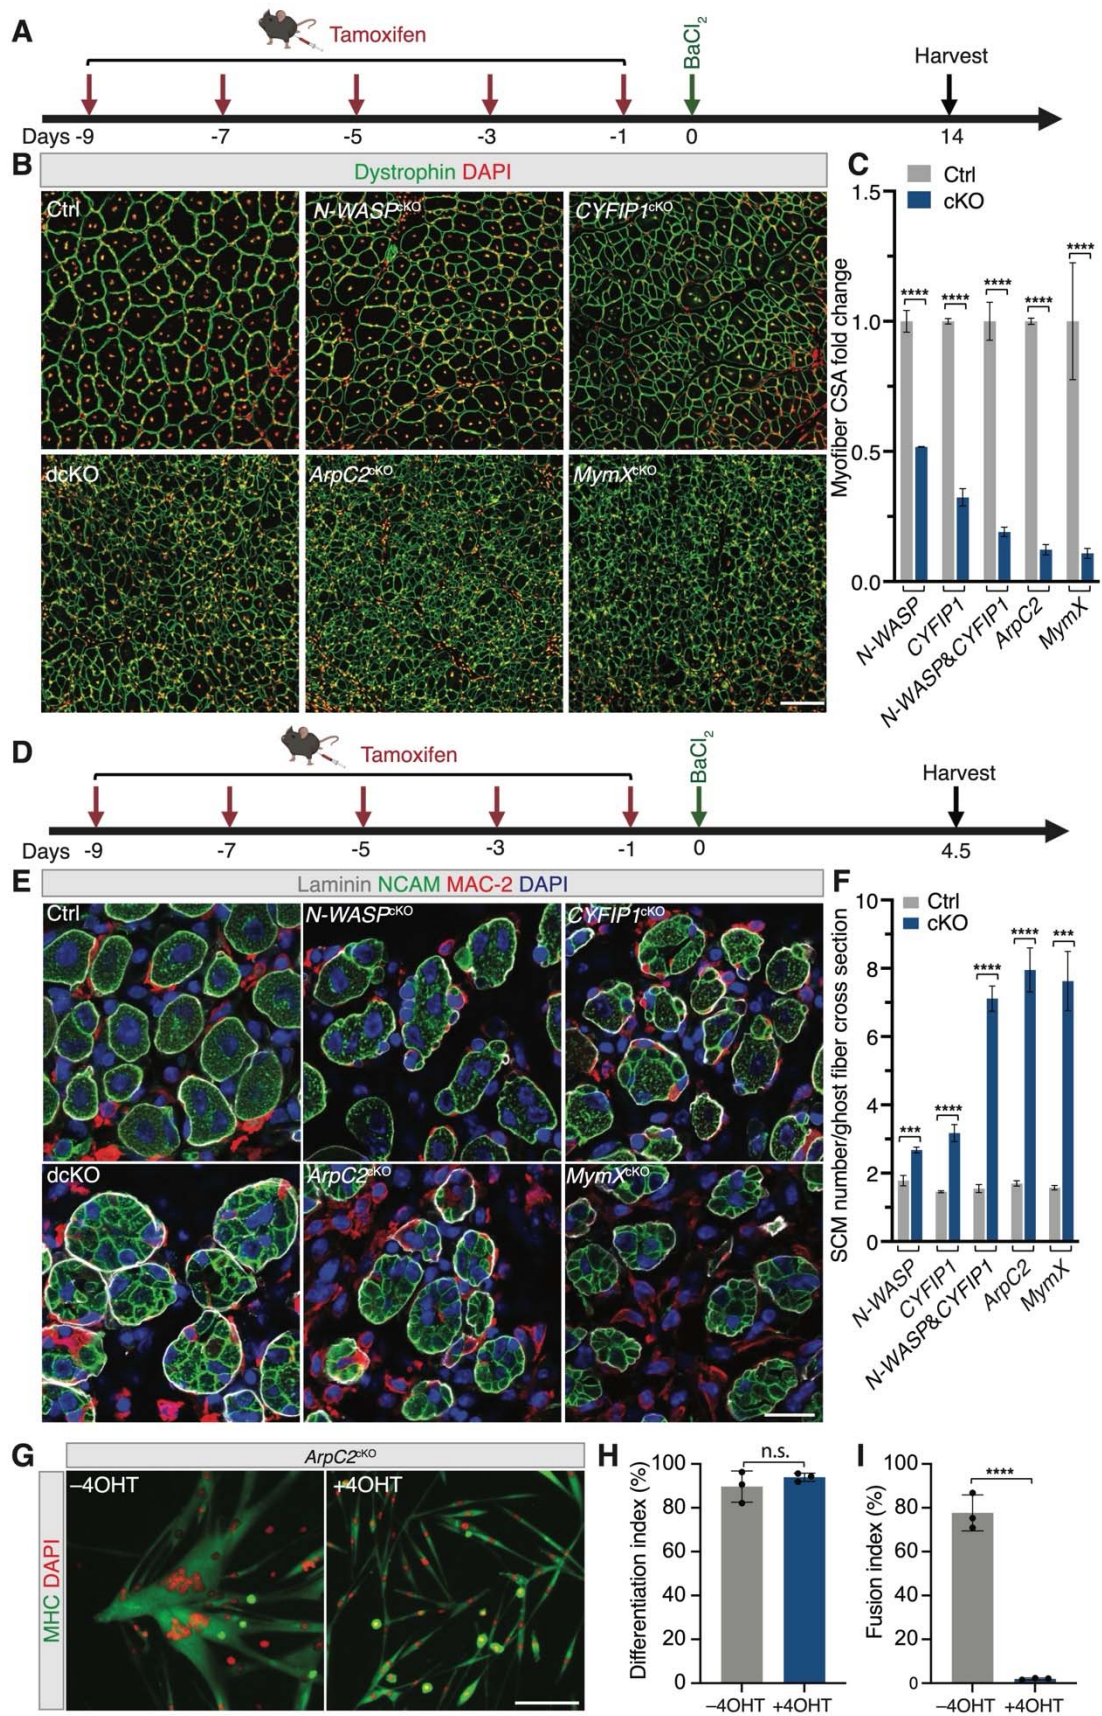 A
Tamoxifen
BaCl2
Harvest
Days -9 -7 -5 -3 -1 0 14
B
Dystrophin DAPI
Ctrl
N-WASPcKO
CYFIP1cKO
dcKO
ArpC2cKO
MymXcKO
C
Ctrl
cKO
Myofiber CSA fold change
1.5
1.0
0.5
0.0
**** **** **** **** ****
N-WASP
CYFIP1
N-WASP&CYFIP1
ArpC2
MymX
D
Tamoxifen
BaCl2
Harvest
Days -9 -7 -5 -3 -1 0 4.5
E
Laminin NCAM MAC-2 DAPI
Ctrl
N-WASPcKO
CYFIP1cKO
dcKO
ArpC2cKO
MymXcKO
F
Ctrl
cKO
SCM number/ghost fiber cross section
10
8
6
4
2
0
*** **** **** **** ***
N-WASP
CYFIP1
N-WASP&CYFIP1
ArpC2
MymX
G
ArpC2cKO
MHC DAPI
–4OHT
+4OHT
H
Differentiation index (%)
100
80
60
40
20
0
n.s.
–4OHT +4OHT
I
Fusion index (%)
100
80
60
40
20
0
****
–4OHT +4OHT